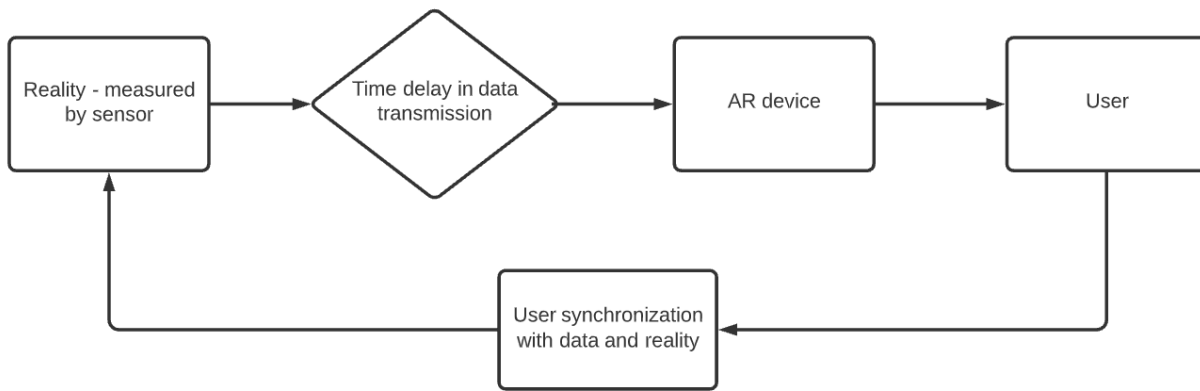 Reality - measured
by sensor
Time delay in data
transmission
AR device
User
User synchronization
with data and reality